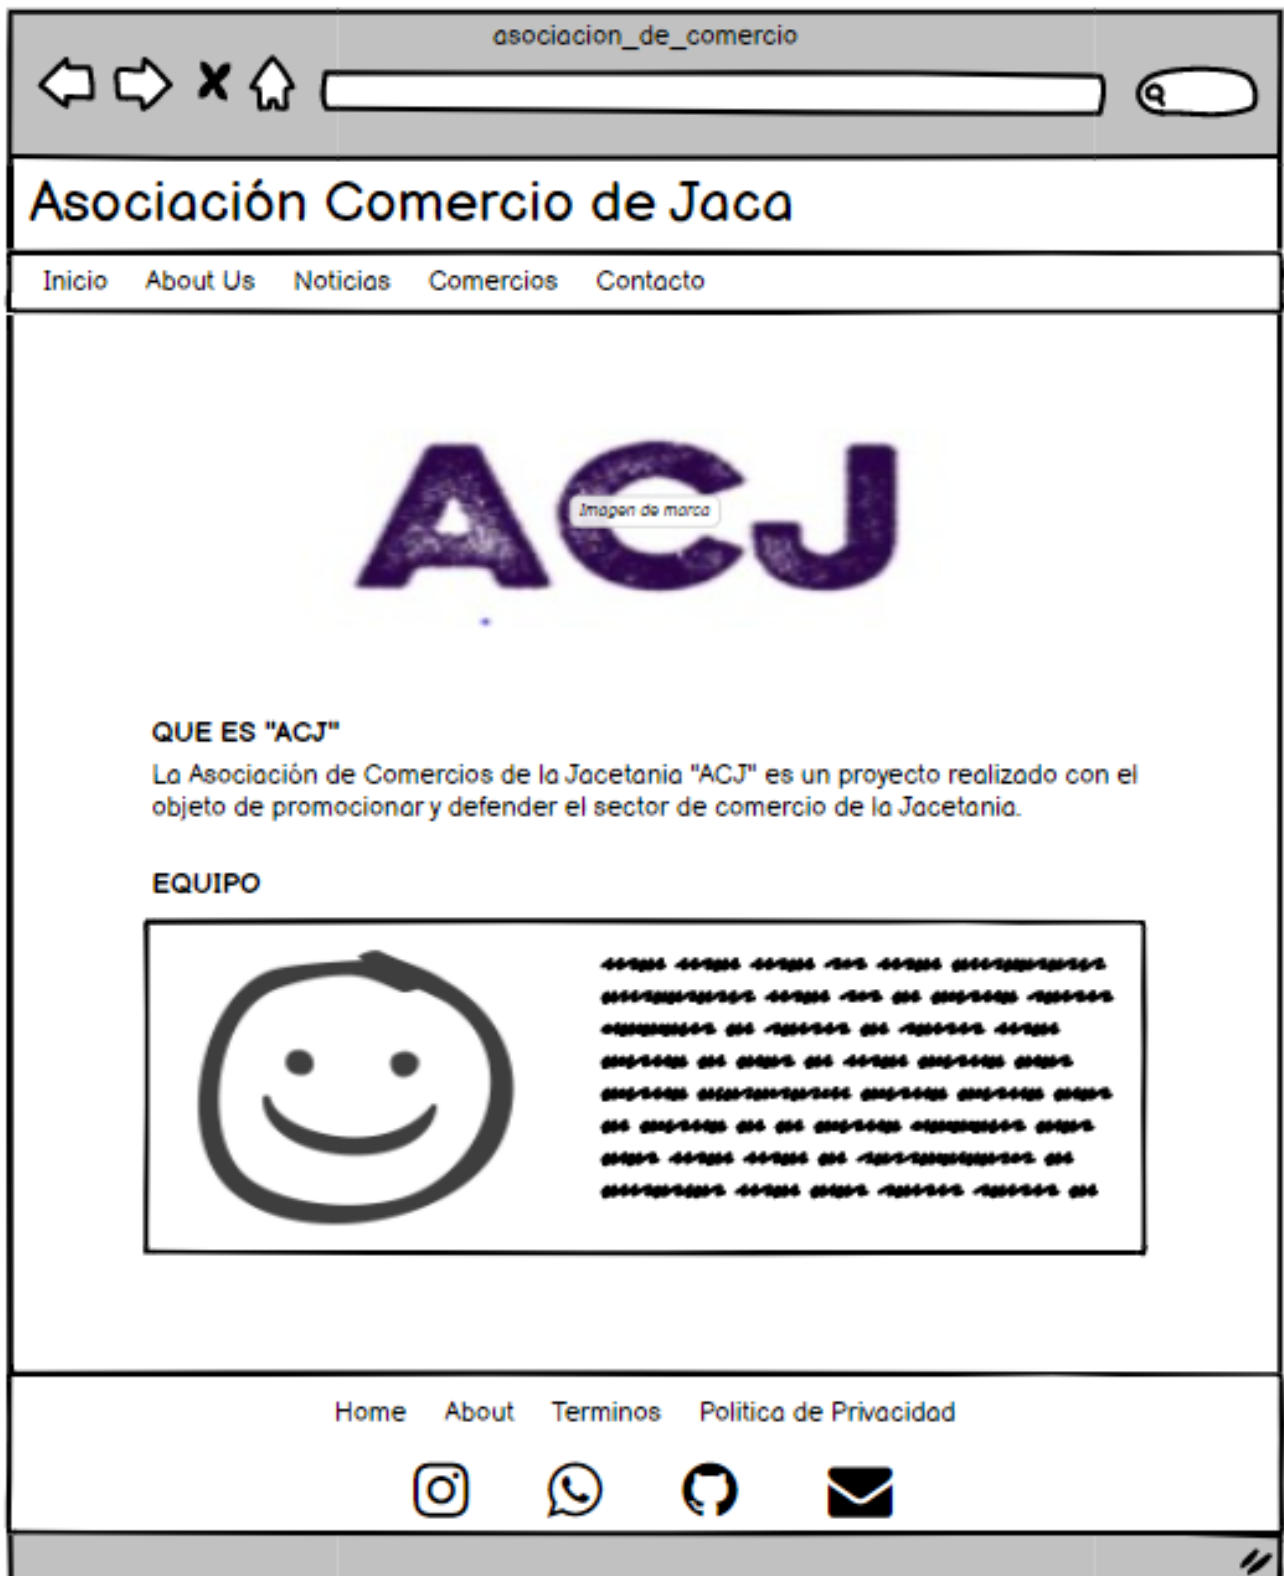 asociacion_de_comercio
Asociación Comercio de Jaca
Inicio About Us Noticias Comercios Contacto
ACJ
Imagen de marca
QUE ES "ACJ"
La Asociación de Comercios de la Jacetania "ACJ" es un proyecto realizado con el
objeto de promocionar y defender el sector de comercio de la Jacetania.
EQUIPO
Home About Terminos Politica de Privacidad